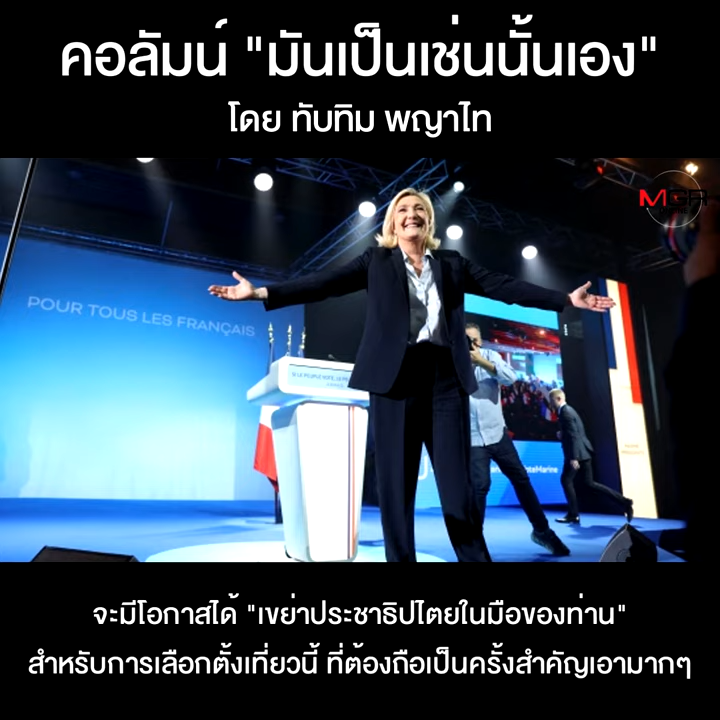 คอลัมน์ "มันเป็นเช่นนั้นเอง"
โดย ทับทิม พญาไท
MGR
POUR TOUS LES FRANÇAIS
จะมีโอกาสได้ "เขย่าประชาธิปไตยในมือของท่าน"
สำหรับการเลือกตั้งเที่ยวนี้ ที่ต้องถือเป็นครั้งสำคัญเอามากๆ